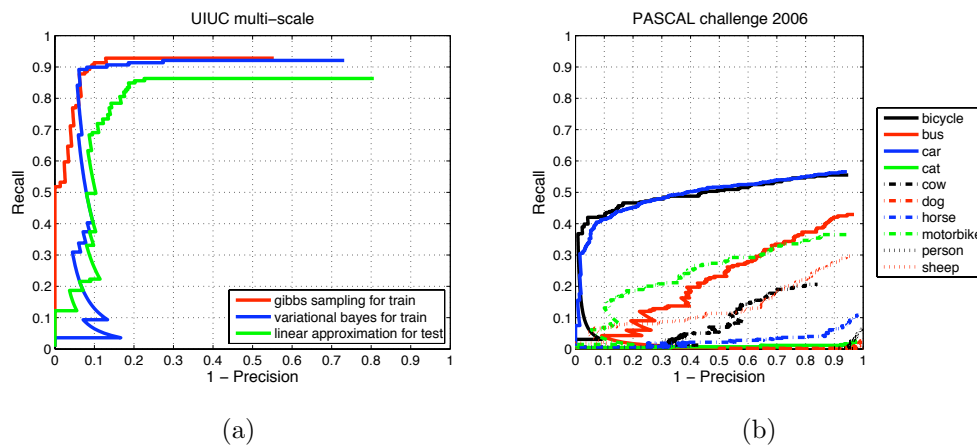 UIUC multi−scale
Recall
1
0.9
0.8
0.7
0.6
0.5
0.4
0.3
0.2
0.1
0
gibbs sampling for train
variational bayes for train
linear approximation for test
0.1 0.2 0.3 0.4 0.5 0.6 0.7 0.8 0.9 1
1 − Precision
(a)
PASCAL challenge 2006
Recall
1
0.9
0.8
0.7
0.6
0.5
0.4
0.3
0.2
0.1
0
0 0.1 0.2 0.3 0.4 0.5 0.6 0.7 0.8 0.9 1
1 − Precision
bicycle
bus
car
cat
cow
dog
horse
motorbike
person
sheep
(b)